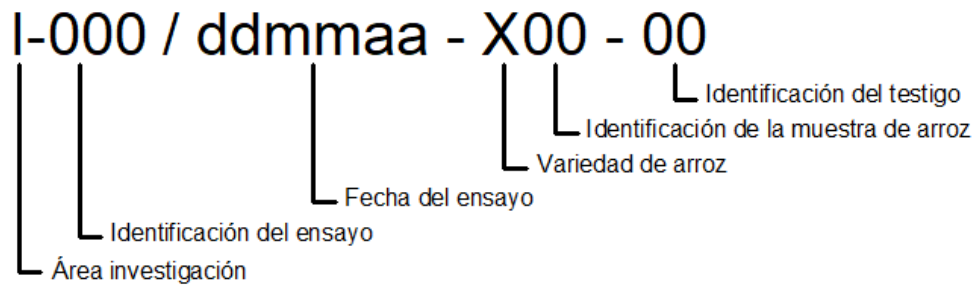 I-000 / ddmmaa - X00 - 00
Identificación del testigo
Identificación de la muestra de arroz
Variedad de arroz
Fecha del ensayo
Identificación del ensayo
Área investigación